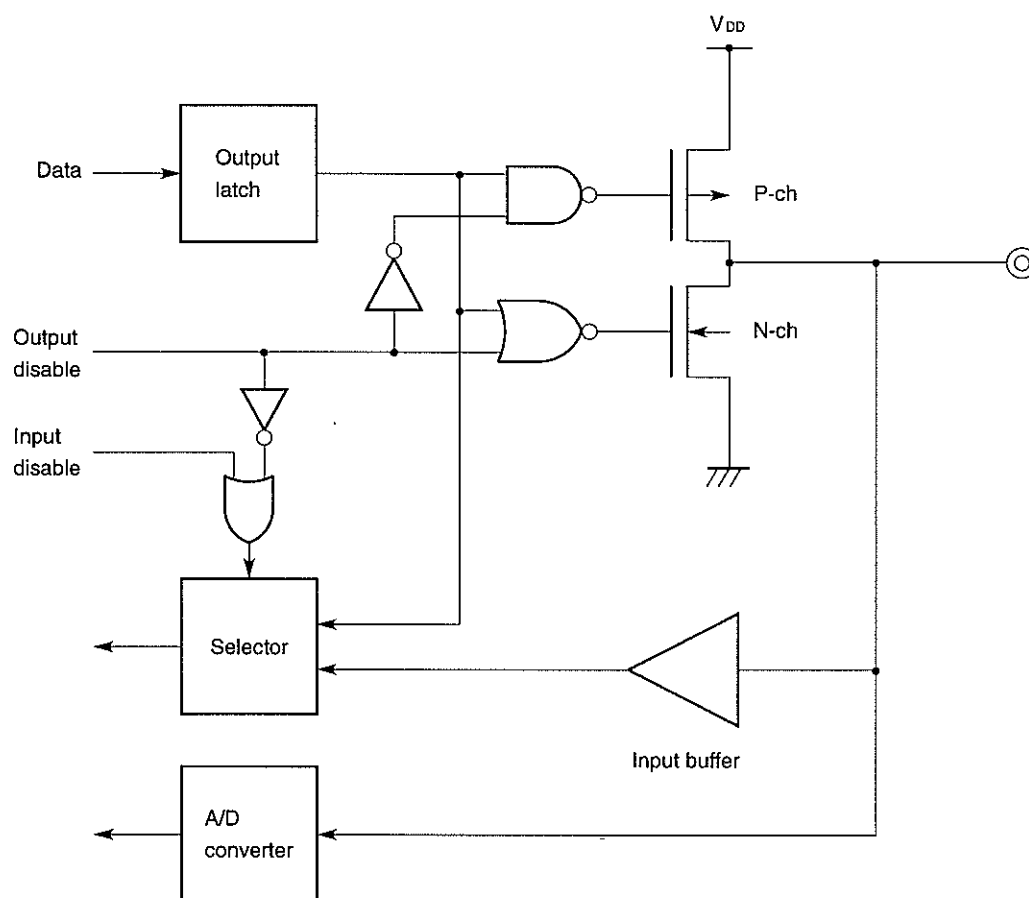 VDD
Output
latch
Data
P-ch
Output
disable
N-ch
Input
disable
Selector
Input buffer
A/D
converter